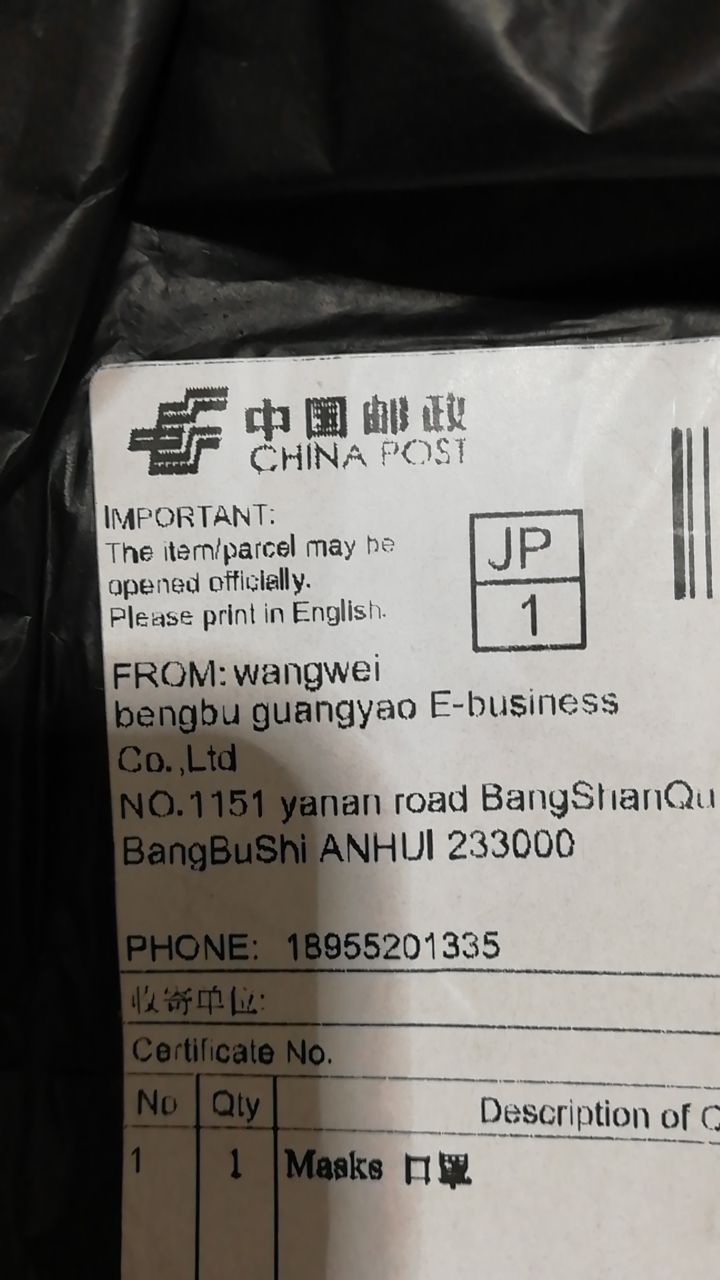 中国邮政
CHINA POST
IMPORTANT:
The item/parcel may be
opened officially.
Please print in English.
JP
1
FROM: wangwei
bengbu guangyao E-business
Co.,Ltd
NO.1151 yanan road BangShanQu
BangBuShi ANHUI 233000
PHONE: 18955201335
收寄单位:
Certificate No.
No Qty Description of
1 1 Masks 口罩